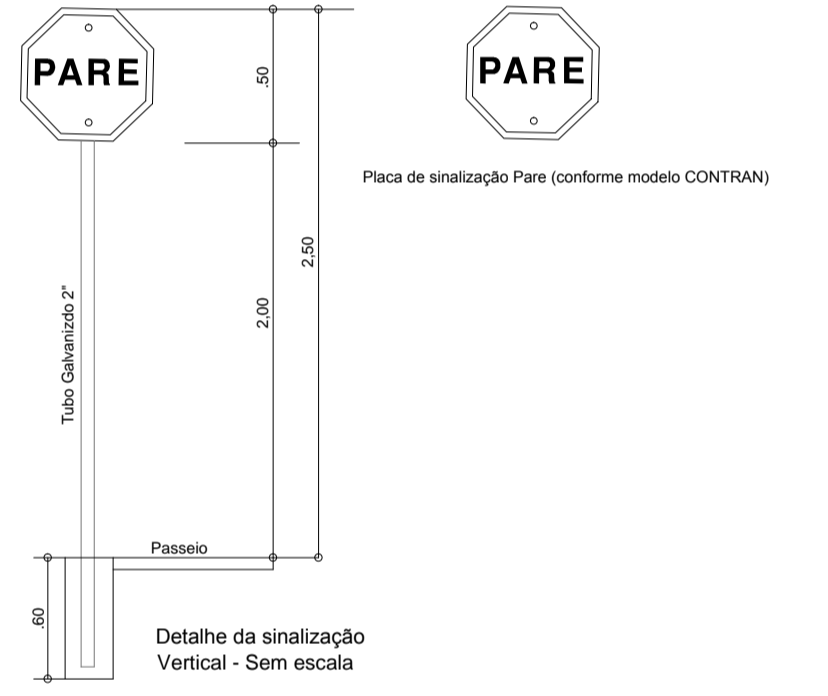 PARE
PARE
.50
Placa de sinalização Pare (conforme modelo CONTRAN)
2,50
2,00
Tubo Galvanizdo 2"
Passeio
.60
Detalhe da sinalização
Vertical - Sem escala